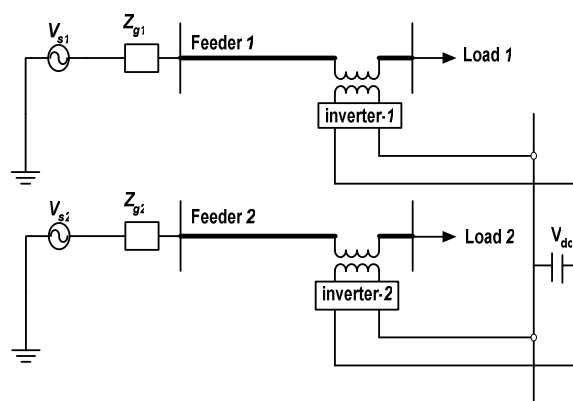 Vs1
Zg1
Feeder 1
Load 1
inverter-1
Vs2
Zg2
Feeder 2
Load 2
Vdc
inverter-2